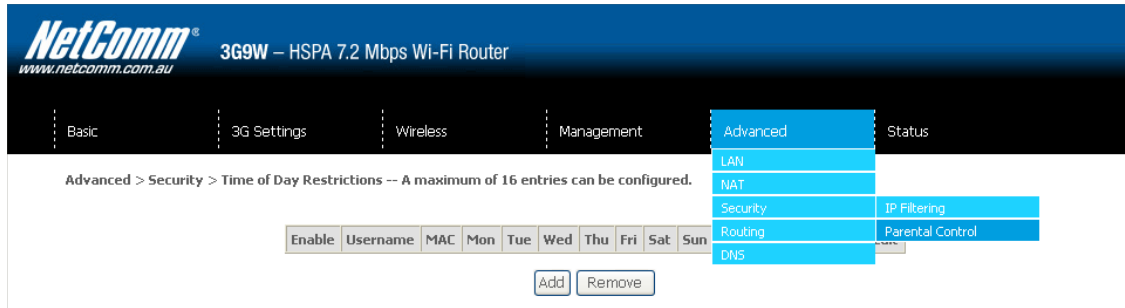 NetComm®
www.netcomm.com.au
3G9W – HSPA 7.2 Mbps Wi-Fi Router
Basic 3G Settings Wireless Management Advanced Status
LAN
NAT
Security
Routing
DNS
IP Filtering
Parental Control
Advanced > Security > Time of Day Restrictions -- A maximum of 16 entries can be configured.
Enable Username MAC Mon Tue Wed Thu Fri Sat Sun
Add Remove